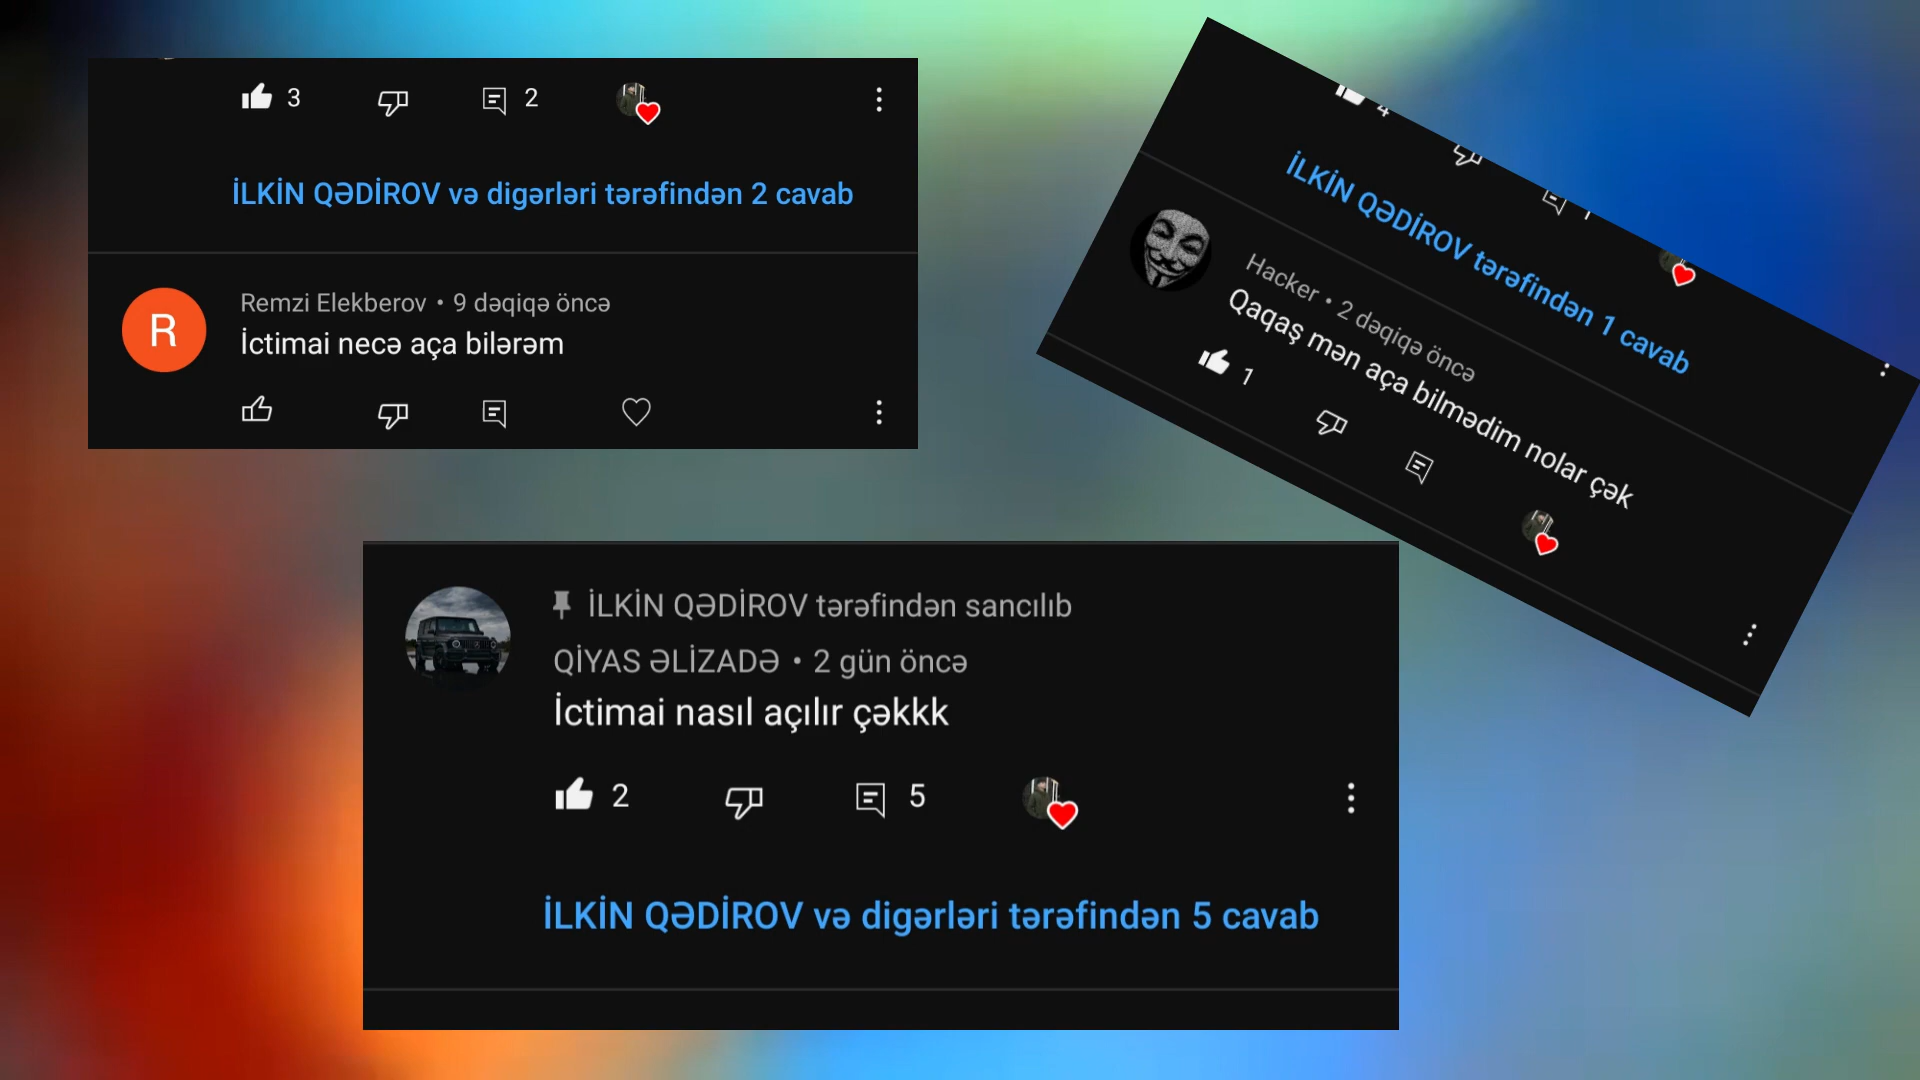 3
2
İLKİN QƏDİROV və digərləri tərəfindən 2 cavab
R
Remzi Elekberov • 9 dəqiqə öncə
İctimai necə aça bilərəm
4
1
İLKİN QƏDİROV tərəfindən 1 cavab
Hacker • 2 dəqiqə öncə
Qaqaş mən aça bilmədim nolar çək
1
İLKİN QƏDİROV tərəfindən sancılıb
QİYAS ƏLİZADƏ • 2 gün öncə
İctimai nasıl açılır çəkkk
2
5
İLKİN QƏDİROV və digərləri tərəfindən 5 cavab